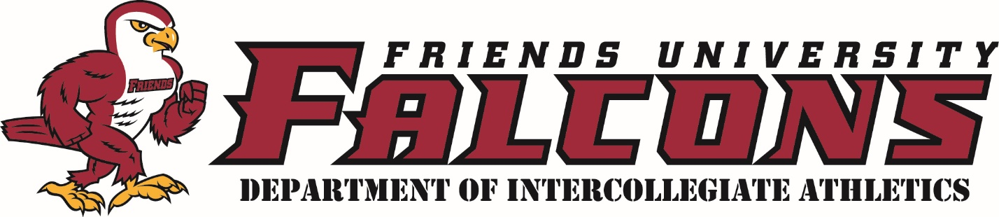 FRIENDS
FRIENDS UNIVERSITY
FALCONS
DEPARTMENT OF INTERCOLLEGIATE ATHLETICS